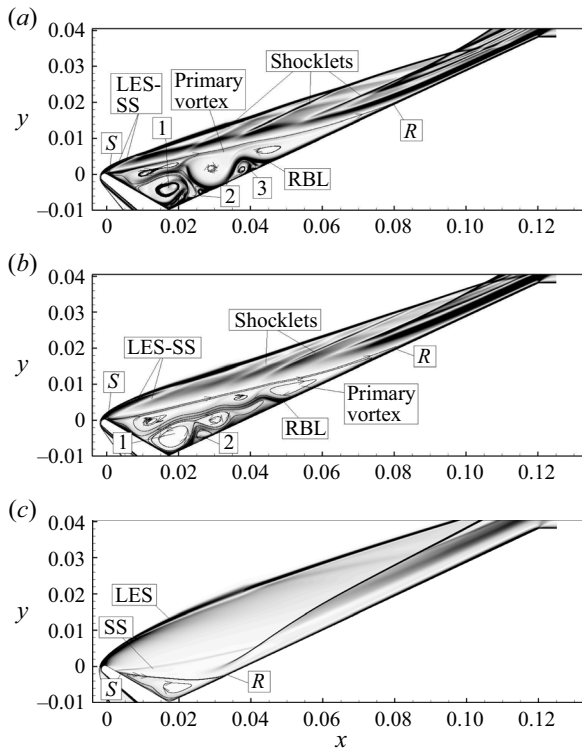 (a)
0.04
LES-
SS
Primary
vortex
Shocklets
0.03
0.02
y
S
1
R
0.01
0
RBL
2
3
–0.01
0
0.02
0.04
0.06
0.08
0.10
0.12
(b)
0.04
0.03
Shocklets
LES-SS
0.02
y
S
R
0.01
Primary
vortex
0
RBL
1
2
–0.01
0
0.02
0.04
0.06
0.08
0.10
0.12
(c)
0.04
0.03
LES
0.02
y
SS
0.01
0
S
R
–0.01
0
0.02
0.04
0.06
0.08
0.10
0.12
x